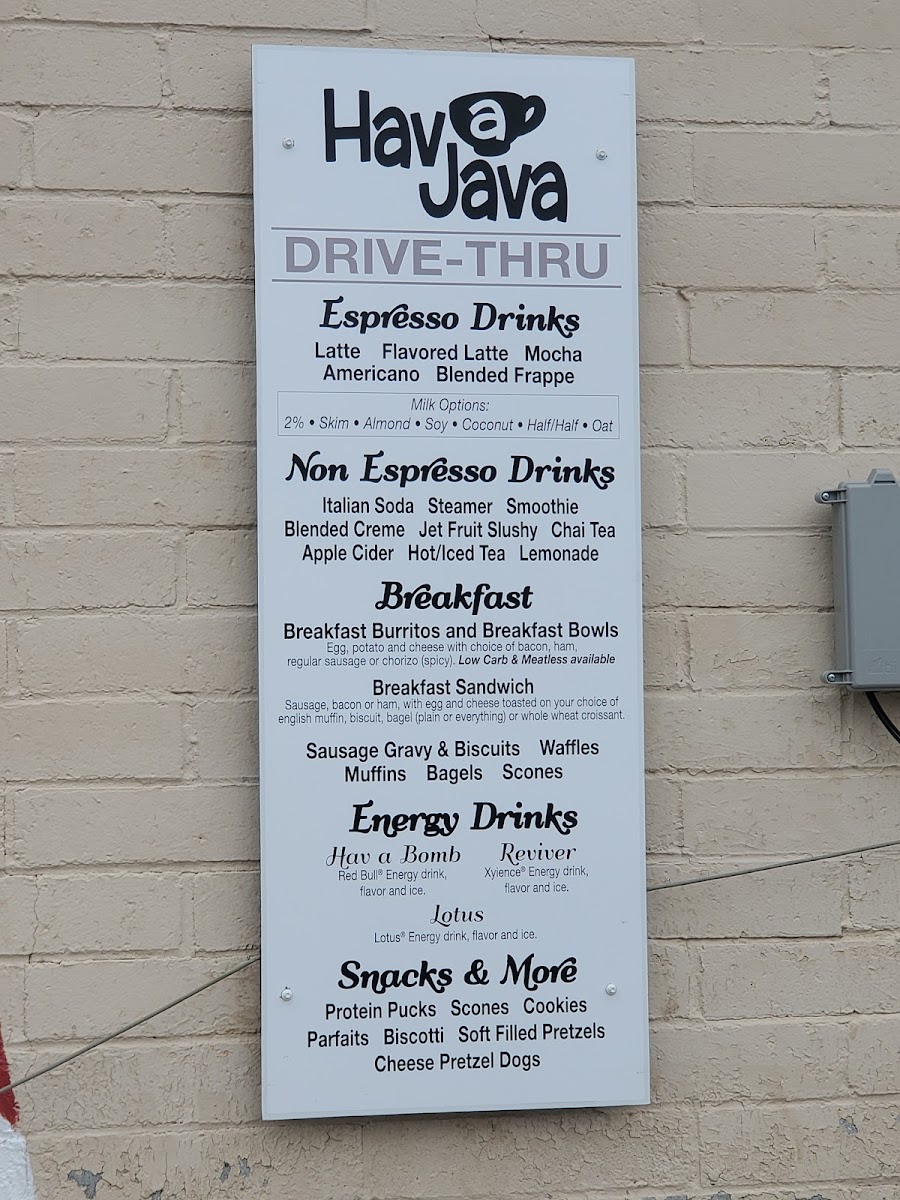 Hav a
Java
DRIVE-THRU
Espresso Drinks
Latte Flavored Latte Mocha
Americano Blended Frappe
Milk Options:
2% • Skim • Almond • Soy • Coconut • Half/Half • Oat
Non Espresso Drinks
Italian Soda Steamer Smoothie
Blended Creme Jet Fruit Slushy Chai Tea
Apple Cider Hot/Iced Tea Lemonade
Breakfast
Breakfast Burritos and Breakfast Bowls
Egg, potato and cheese with choice of bacon, ham,
regular sausage or chorizo (spicy). Low Carb & Meatless available
Breakfast Sandwich
Sausage, bacon or ham, with egg and cheese toasted on your choice of
english muffin, biscuit, bagel (plain or everything) or whole wheat croissant.
Sausage Gravy & Biscuits Waffles
Muffins Bagels Scones
Energy Drinks
Hav a Bomb
Red Bull® Energy drink,
flavor and ice.
Reviver
Xyience® Energy drink,
flavor and ice.
Lotus
Lotus® Energy drink, flavor and ice.
Snacks & More
Protein Pucks Scones Cookies
Parfaits Biscotti Soft Filled Pretzels
Cheese Pretzel Dogs